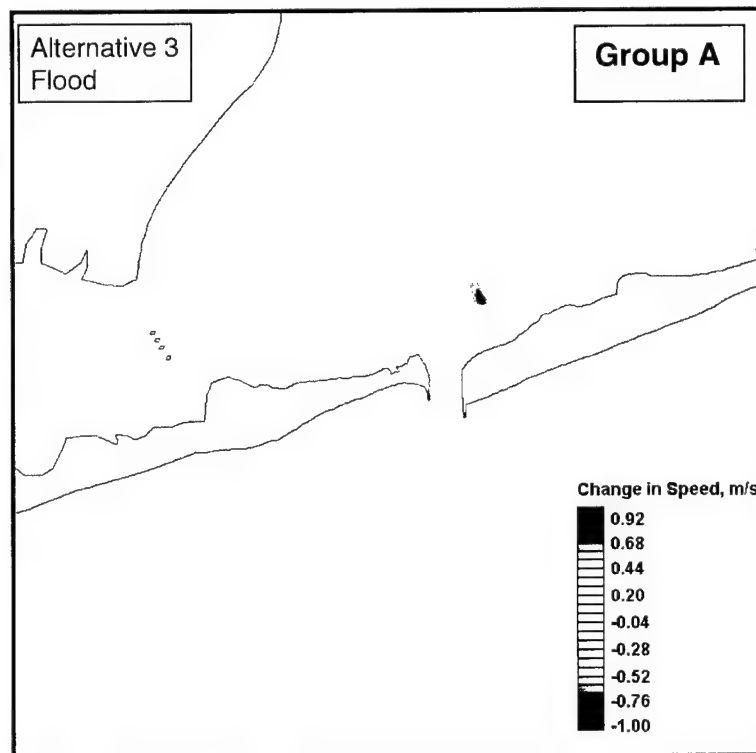 Alternative 3
Flood
Group A
Change in Speed, m/s
0.92
0.68
0.44
0.20
-0.04
-0.28
-0.52
-0.76
-1.00